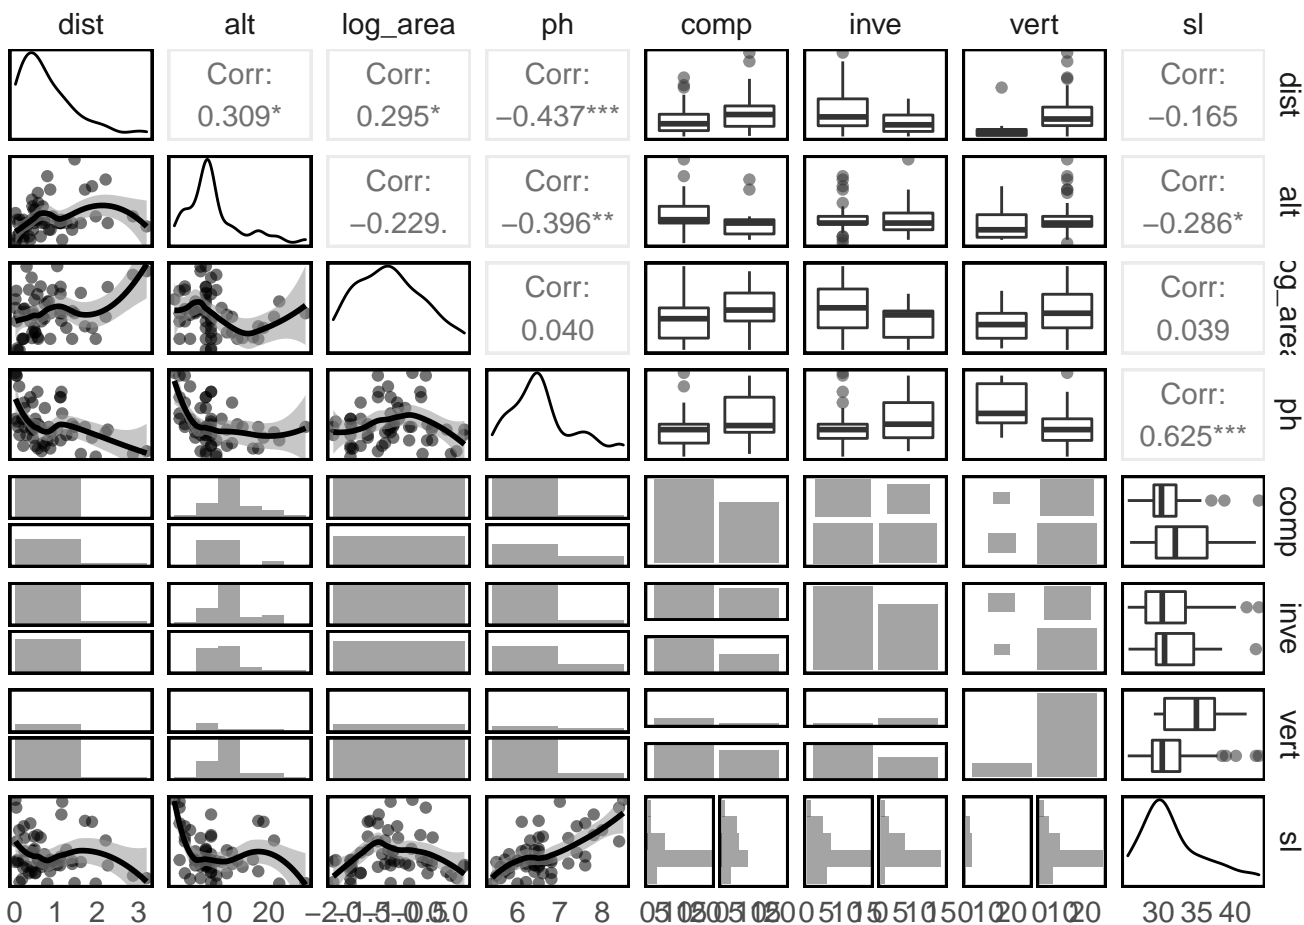 dist alt log_area ph comp inve vert sl
Corr: Corr: Corr: Corr:
0.309* 0.295* −0.437*** −0.165
dist
Corr: Corr: Corr:
−0.229. −0.396** −0.286*
alt
Corr: Corr:
0.040 0.039
Corr:
0.625***
ph
comp
inve
vert
sl
0 1 2 3 10 20 6 7 8 30 35 40